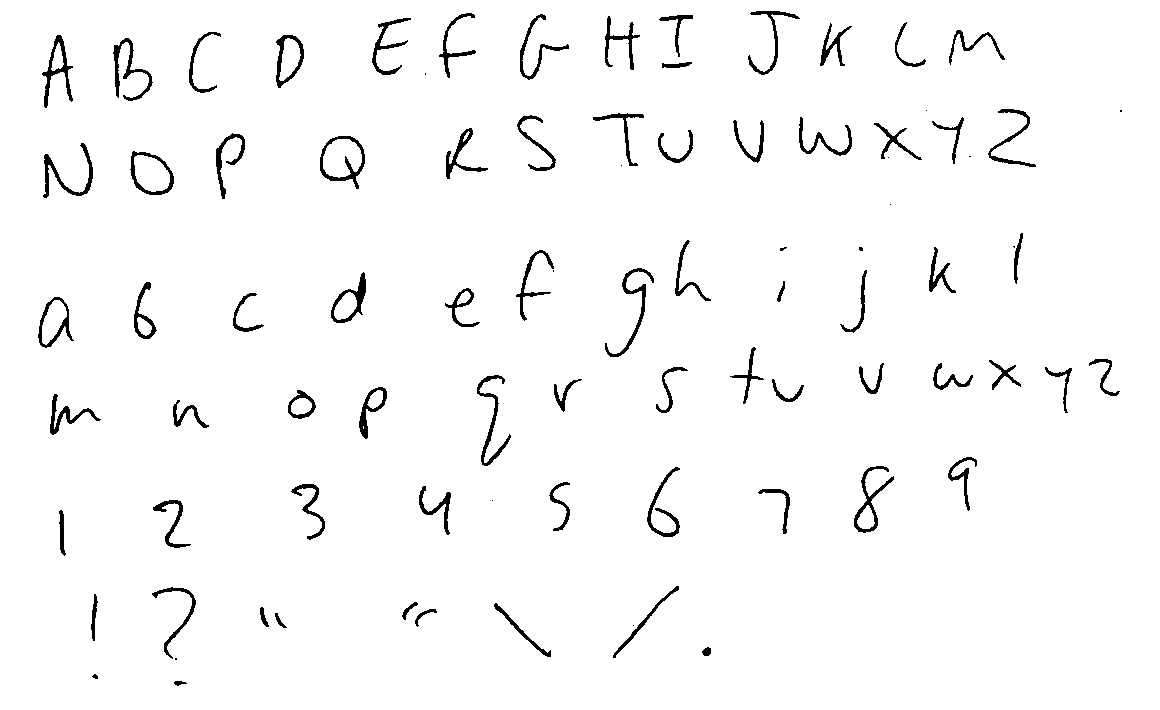 A B C D E F G H I J K L M
N O P Q R S T U V W X Y Z
a b c d e f g h i j k l
m n o p q r s t u v w x y z
1 2 3 4 5 6 7 8 9
! ? " " \ / .